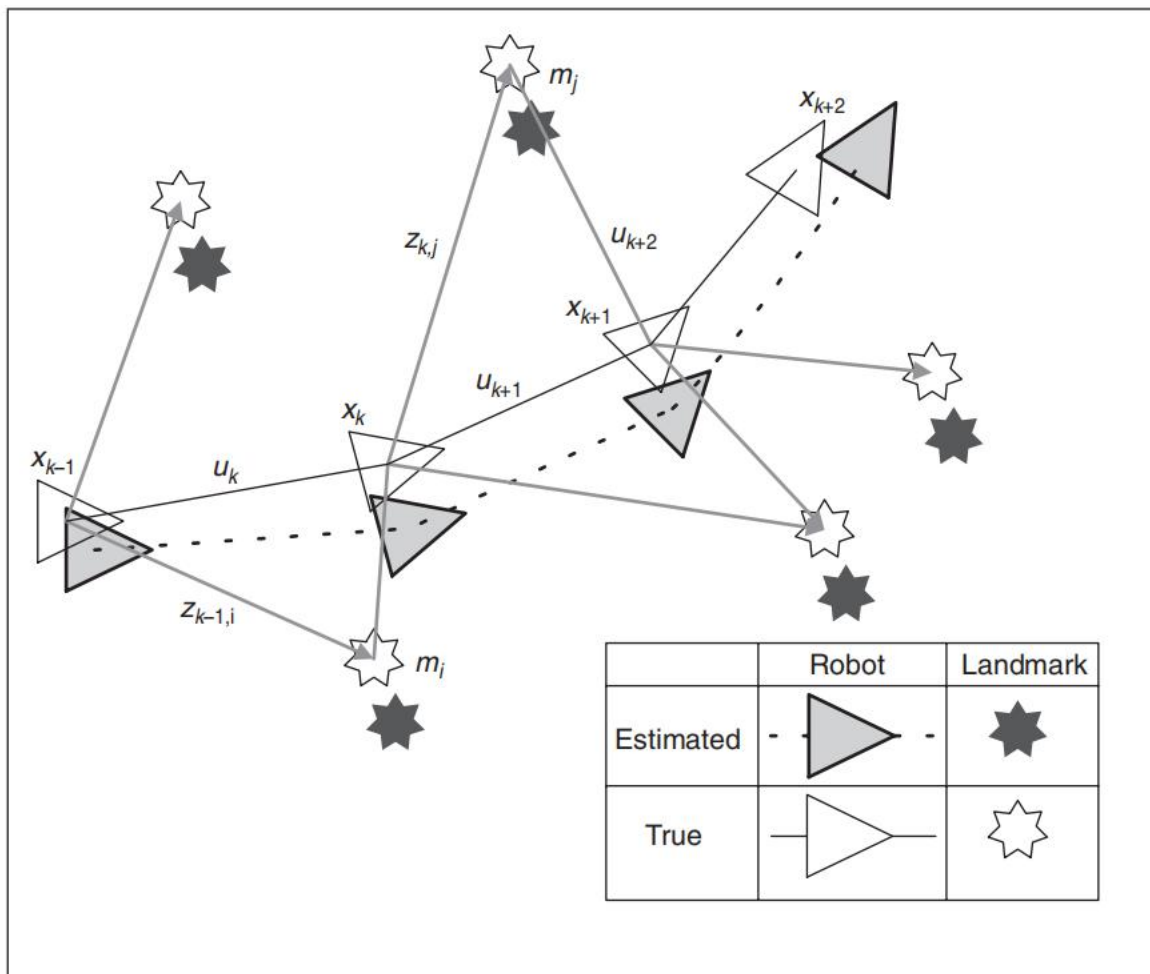 m_j
x_{k+2}
z_{k,j}
u_{k+2}
x_{k+1}
u_{k+1}
x_k
x_{k–1}
u_k
z_{k–1,i}
m_i
Robot Landmark
Estimated
True